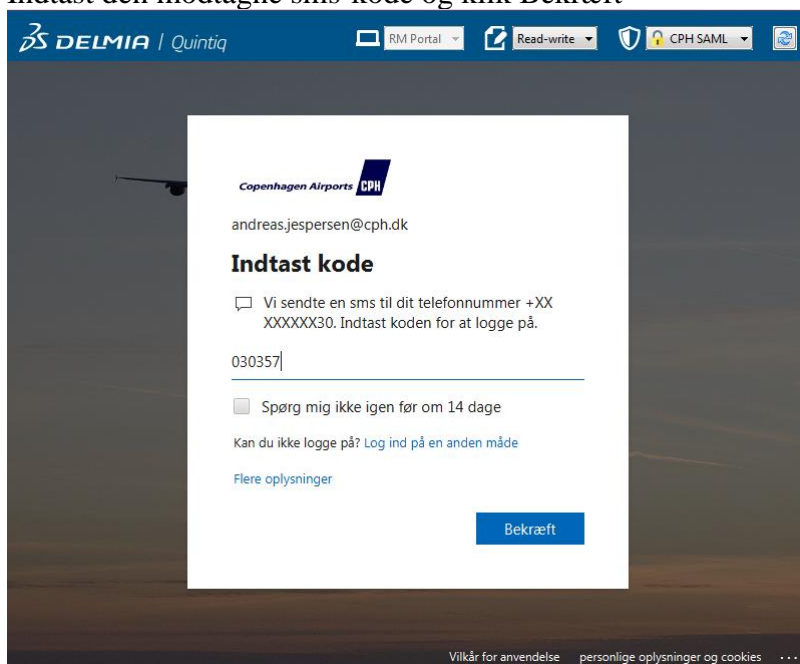 Indtast den modtagne sms-kode og klik Bekræft
DELMIA | Quintiq RM Portal Read-write CPH SAML
Copenhagen Airports CPH
andreas.jespersen@cph.dk
Indtast kode
Vi sendte en sms til dit telefonnummer +XX
XXXXXX30. Indtast koden for at logge på.
030357
Spørg mig ikke igen før om 14 dage
Kan du ikke logge på? Log ind på en anden måde
Flere oplysninger
Bekræft
Vilkår for anvendelse personlige oplysninger og cookies ...